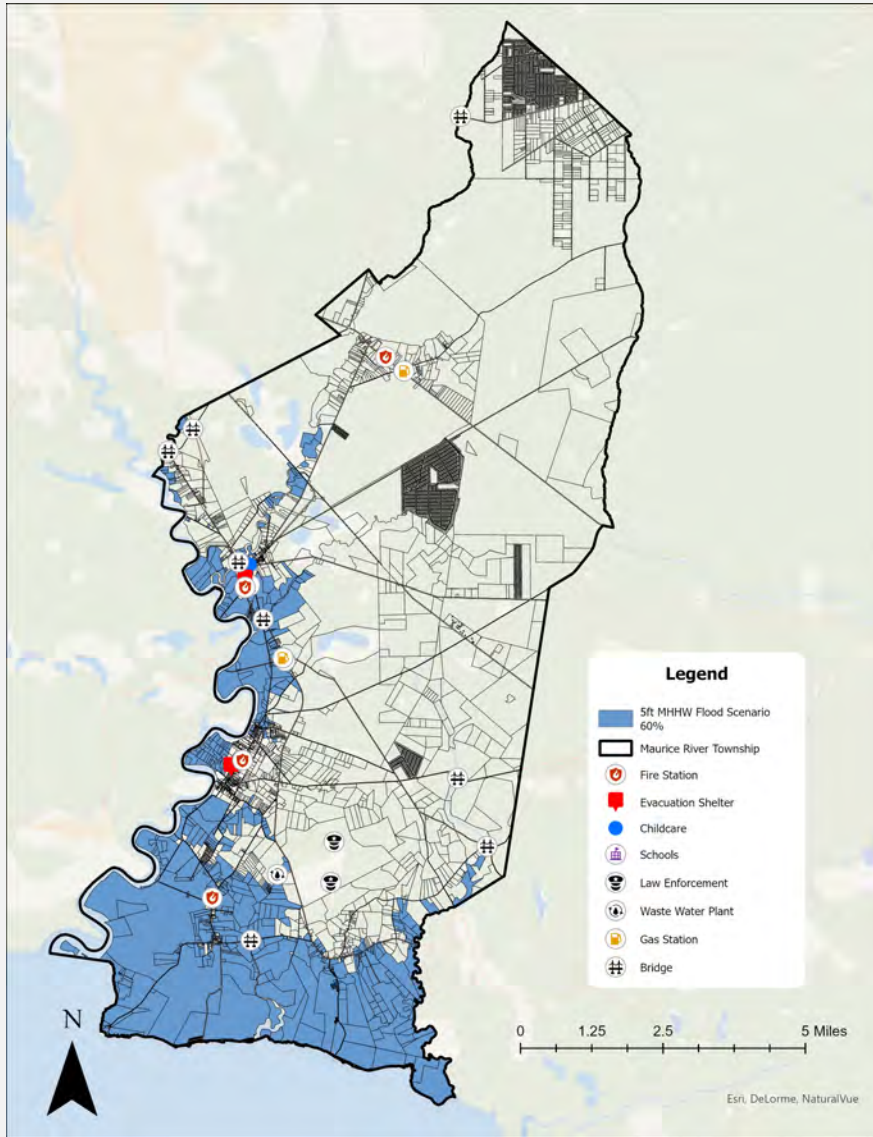 Legend
5ft MHHW Flood Scenario
60%
Maurice River Township
Fire Station
Evacuation Shelter
Childcare
Schools
Law Enforcement
Waste Water Plant
Gas Station
Bridge
N
0 1.25 2.5 5 Miles
Esri, DeLorme, NaturalVue